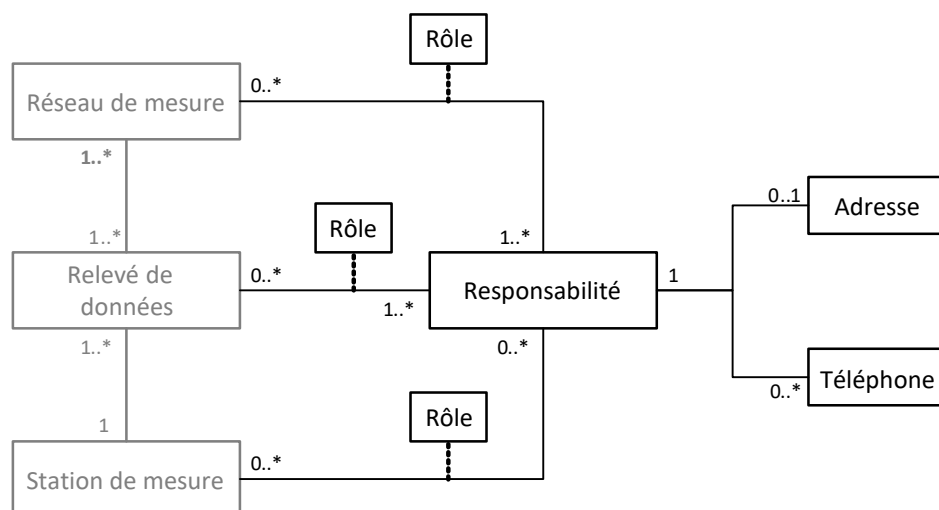 Rôle
0..*
Réseau de mesure
1..*
0..1
Adresse
Rôle
1..*
1..*
0..*
Relevé de
données
Responsabilité
1
1..*
1..*
0..*
Téléphone
0..*
Rôle
1
0..*
Station de mesure